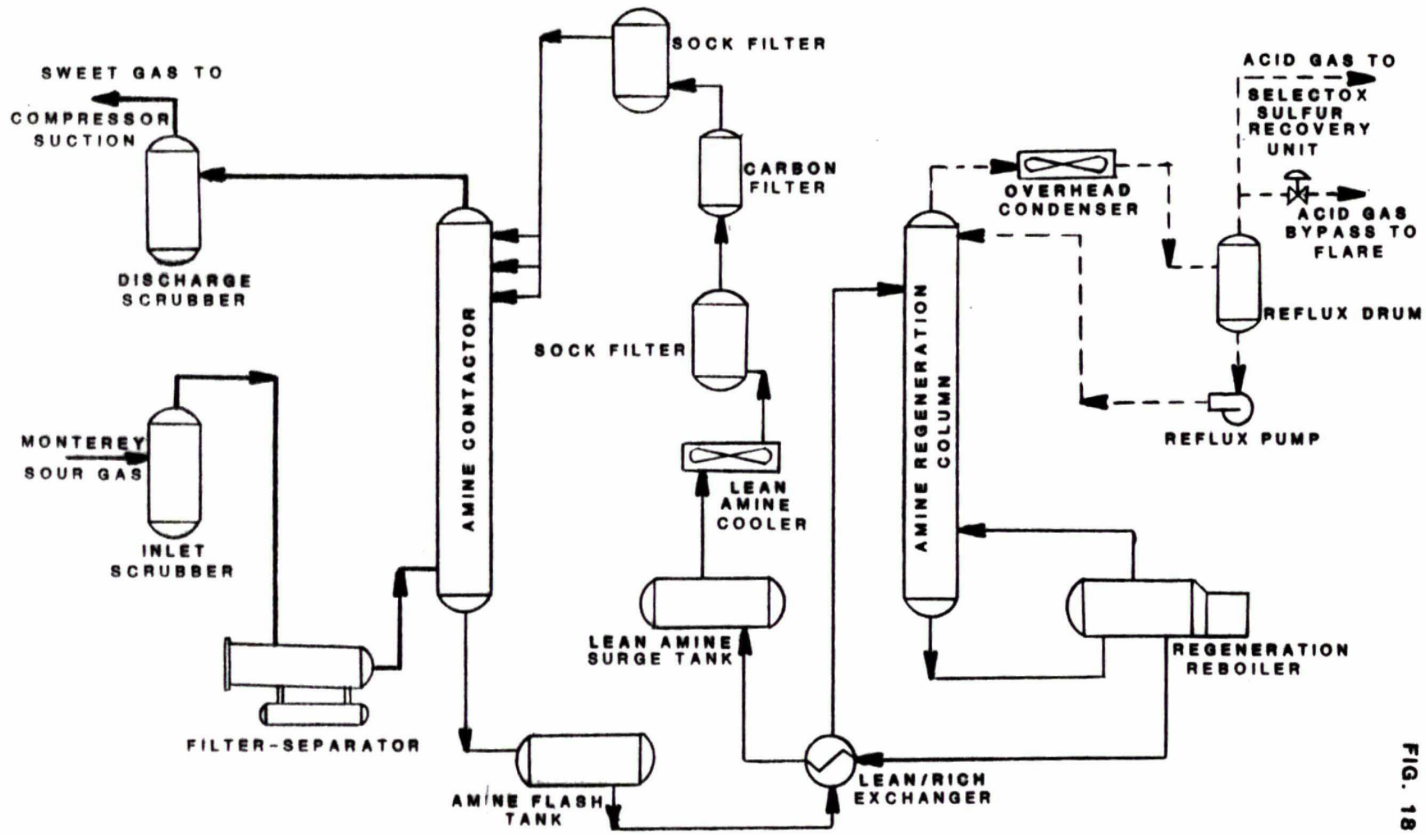 SWEET GAS TO
COMPRESSOR
SUCTION
DISCHARGE
SCRUBBER
MONTEREY
SOUR GAS
INLET
SCRUBBER
FILTER-SEPARATOR
AMINE CONTACTOR
SOCK FILTER
CARBON
FILTER
SOCK FILTER
LEAN
AMINE
COOLER
LEAN AMINE
SURGE TANK
AMINE FLASH
TANK
LEAN/RICH
EXCHANGER
AMINE REGENERATION
COLUMN
OVERHEAD
CONDENSER
ACID GAS TO
SELECTOX
SULFUR
RECOVERY
UNIT
ACID GAS
BYPASS TO
FLARE
REFLUX DRUM
REFLUX PUMP
REGENERATION
REBOILER
FIG. 18